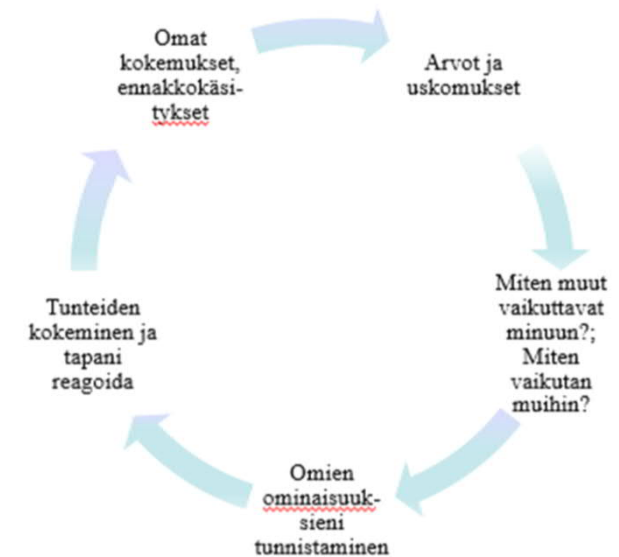 Omat
kokemukset,
ennakkokäsi-
tykset
Arvot ja
uskomukset
Miten muut
vaikuttavat
minuun?;
Miten
vaikutan
muihin?
Omien
ominaisuuk-
sieni
tunnistaminen
Tunteiden
kokeminen ja
tapani
reagoida